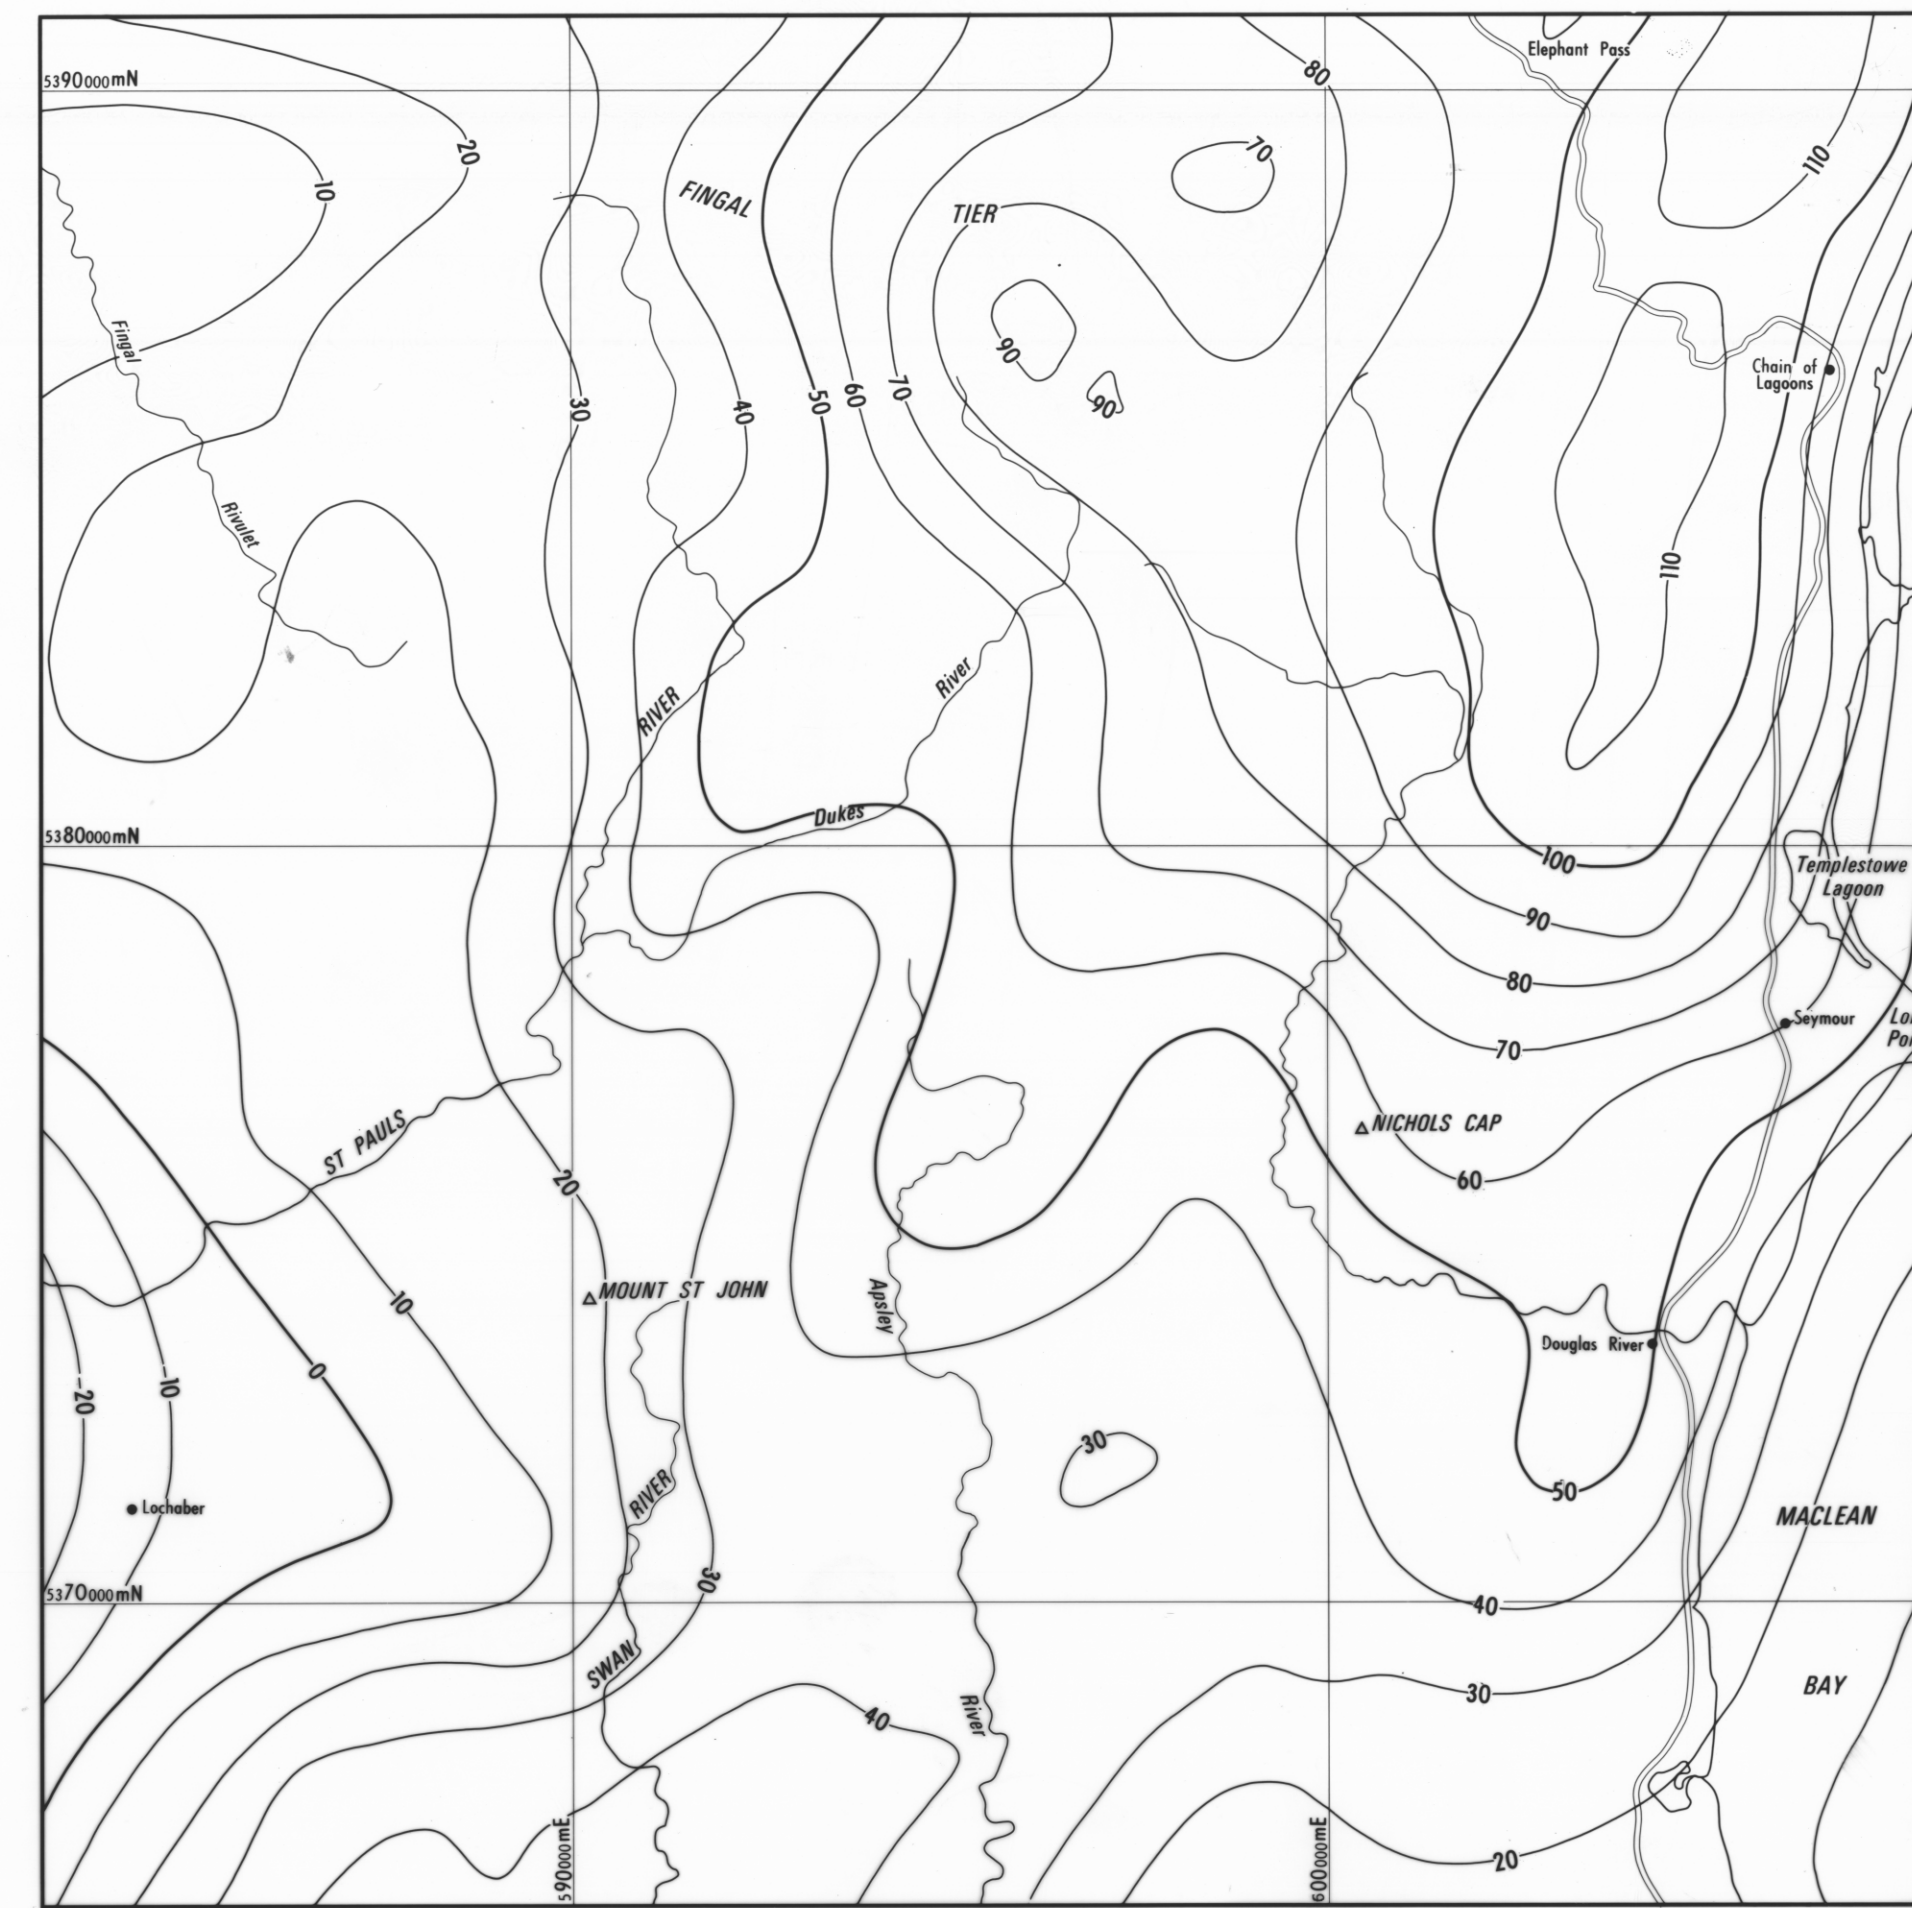 Elephant Pass
5390000mN
80
20
10
70
110
FINGAL
TIER
Fingal
90
90
Chain of
Lagoons
30
40
50
60
70
Rivulet
110
RIVER
River
Dukes
5380000mN
100
Templestowe
Lagoon
90
80
Seymour
70
NICHOLS CAP
ST PAULS
60
20
MOUNT ST JOHN
10
Apsley
Douglas River
0
-10
-20
30
50
RIVER
Lochaber
MACLEAN
30
5370000mN
40
SWAN
BAY
30
River
40
590000mE
600000mE
20